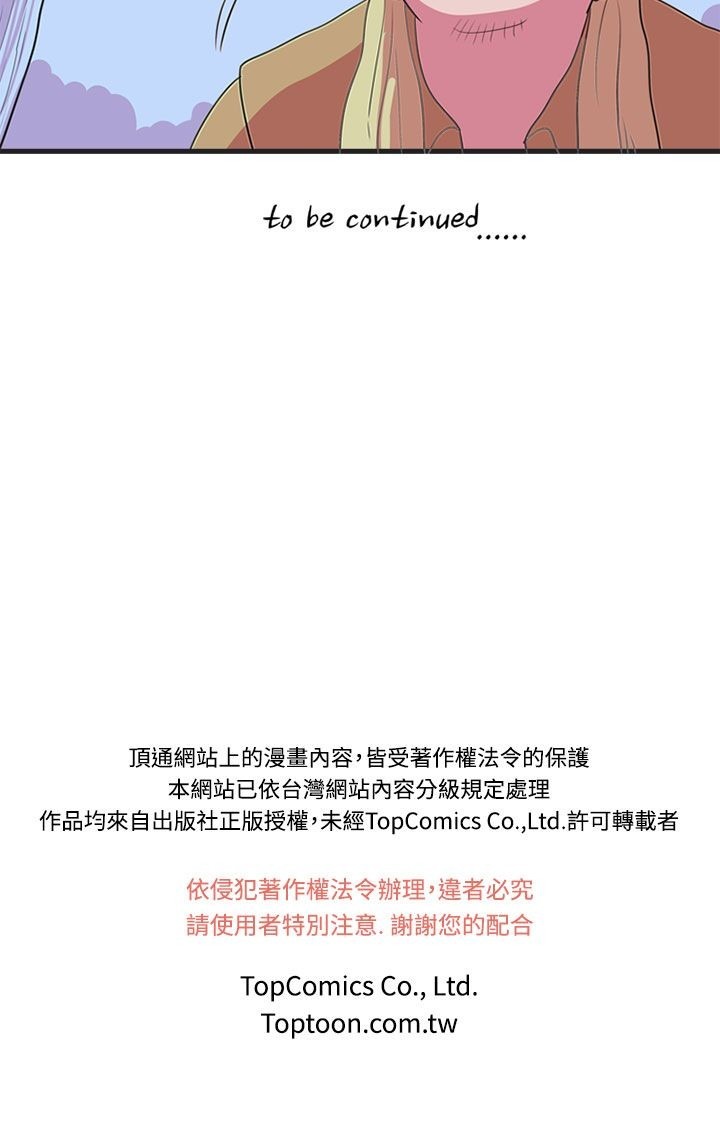 to be continued......
頂通網站上的漫畫內容，皆受著作權法令的保護
本網站已依台灣網站內容分級規定處理
作品均來自出版社正版授權，未經TopComics Co.,Ltd.許可轉載者
依侵犯著作權法令辦理，違者必究
請使用者特別注意. 謝謝您的配合
TopComics Co., Ltd.
Toptoon.com.tw